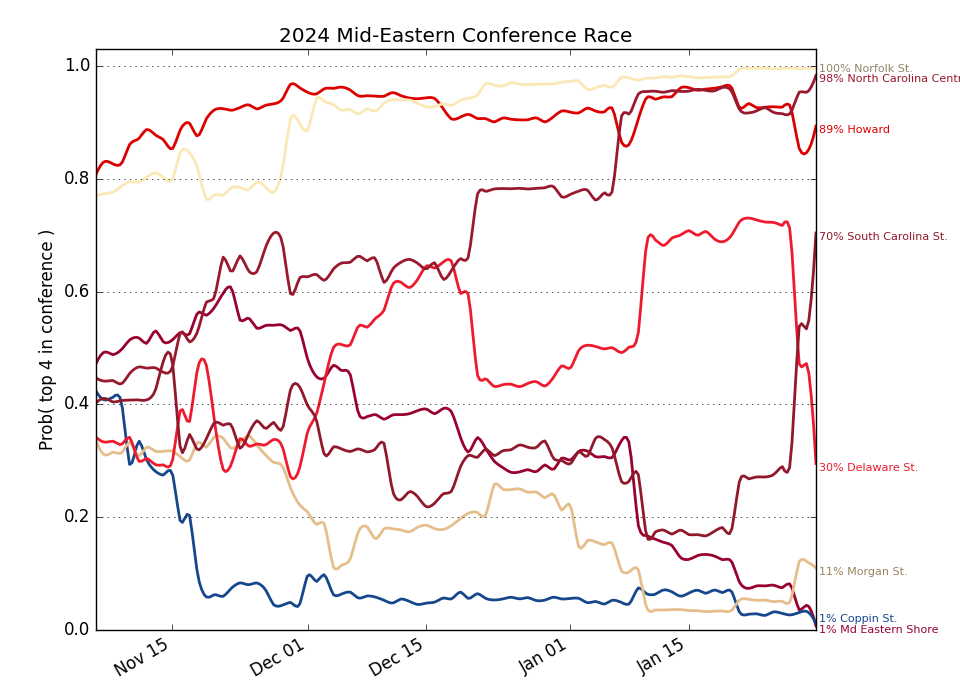 2024 Mid-Eastern Conference Race
Prob( top 4 in conference )
1.0
0.8
0.6
0.4
0.2
0.0
Nov 15
Dec 01
Dec 15
Jan 01
Jan 15
100% Norfolk St.
98% North Carolina Centr
89% Howard
70% South Carolina St.
30% Delaware St.
11% Morgan St.
1% Coppin St.
1% Md Eastern Shore